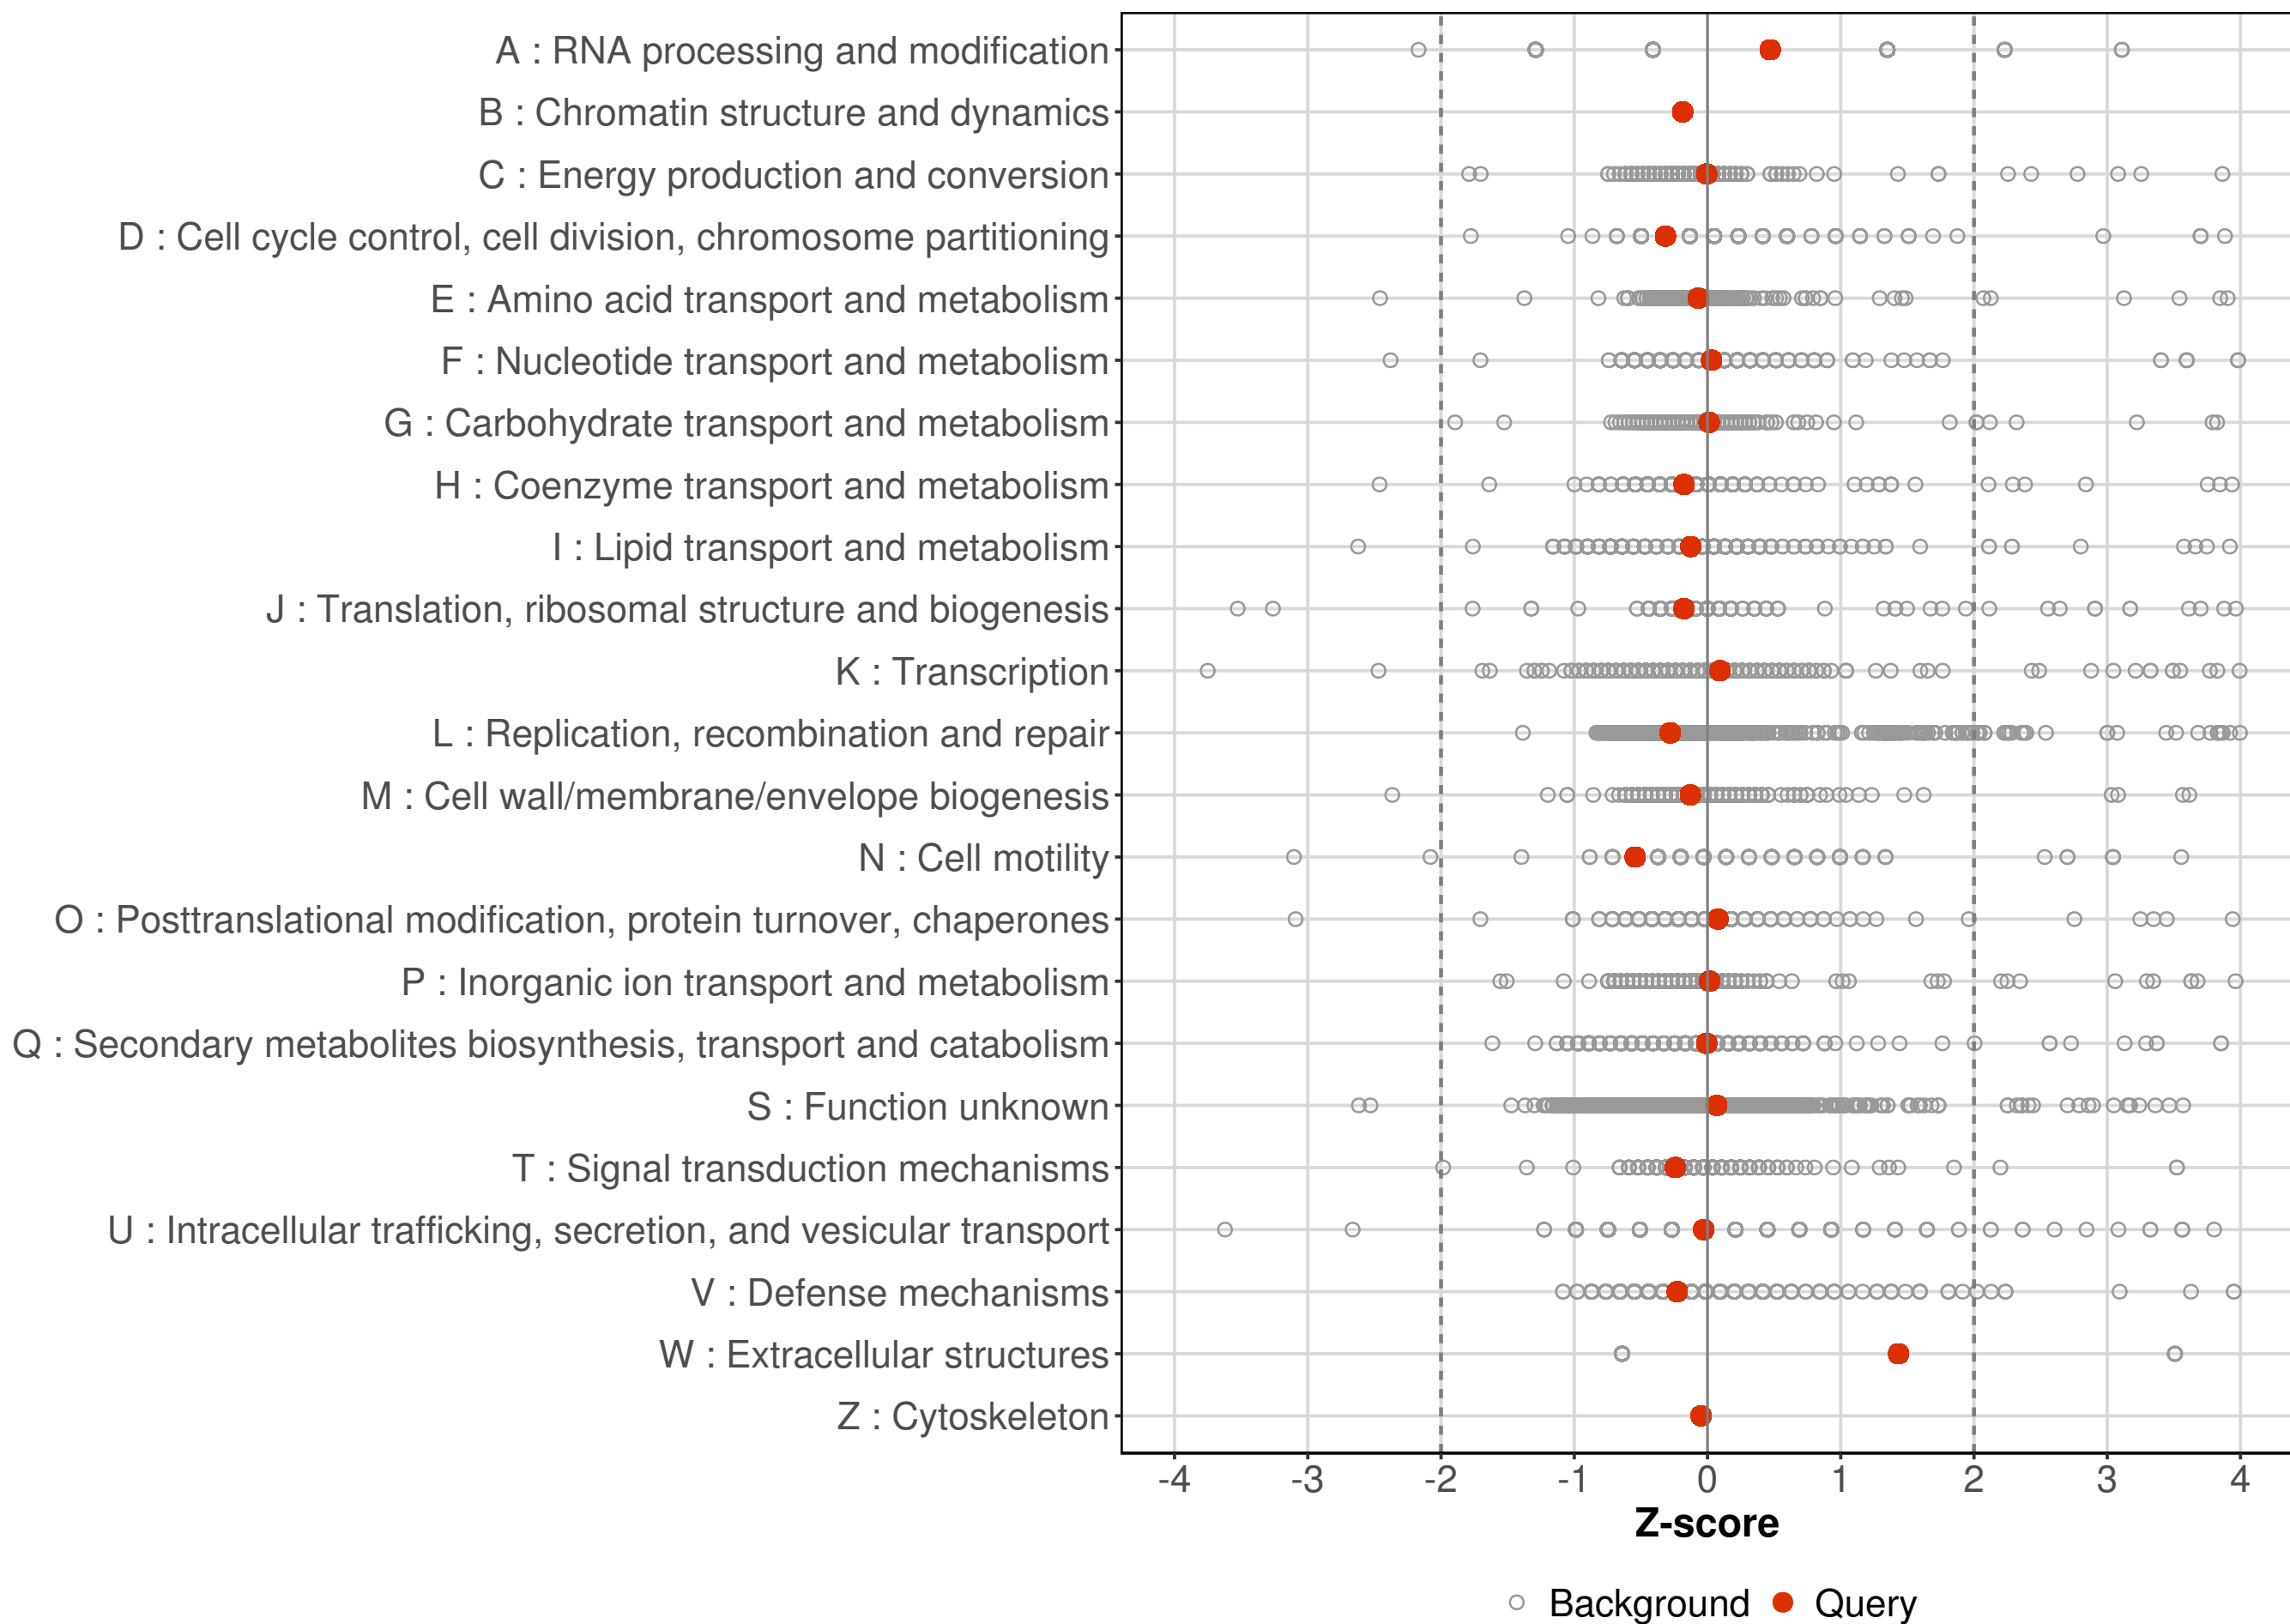 A : RNA processing and modification
B : Chromatin structure and dynamics
C : Energy production and conversion
D : Cell cycle control, cell division, chromosome partitioning
E : Amino acid transport and metabolism
F : Nucleotide transport and metabolism
G : Carbohydrate transport and metabolism
H : Coenzyme transport and metabolism
I : Lipid transport and metabolism
J : Translation, ribosomal structure and biogenesis
K : Transcription
L : Replication, recombination and repair
M : Cell wall/membrane/envelope biogenesis
N : Cell motility
O : Posttranslational modification, protein turnover, chaperones
P : Inorganic ion transport and metabolism
Q : Secondary metabolites biosynthesis, transport and catabolism
S : Function unknown
T : Signal transduction mechanisms
U : Intracellular trafficking, secretion, and vesicular transport
V : Defense mechanisms
W : Extracellular structures
Z : Cytoskeleton
-4 -3 -2 -1 0 1 2 3 4
Z-score
Background Query